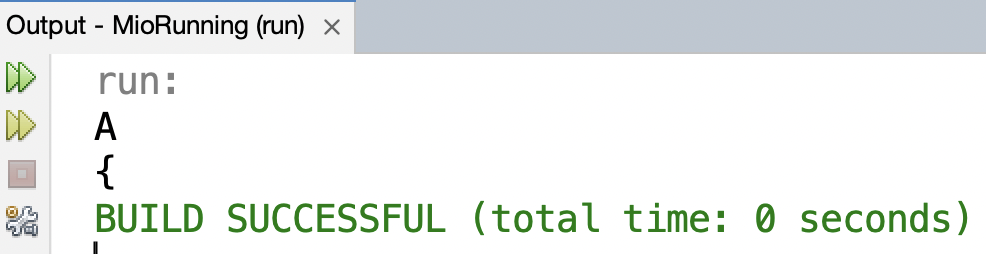 Output - MioRunning (run)
run:
A
{
BUILD SUCCESSFUL (total time: 0 seconds)